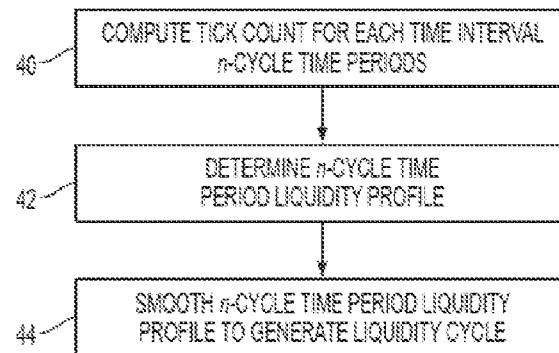 COMPUTE TICK COUNT FOR EACH TIME INTERVAL
n-CYCLE TIME PERIODS
40
DETERMINE n-CYCLE TIME
PERIOD LIQUIDITY PROFILE
42
SMOOTH n-CYCLE TIME PERIOD LIQUIDITY
PROFILE TO GENERATE LIQUIDITY CYCLE
44